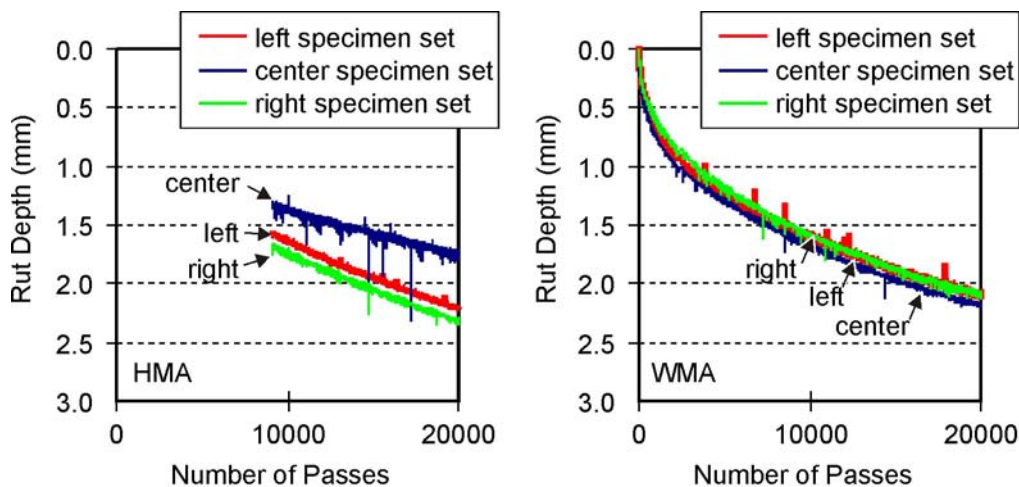 left specimen set
center specimen set
right specimen set
0.0
0.5
1.0
1.5
2.0
2.5
3.0
Rut Depth (mm)
center
left
right
HMA
0
10000
20000
Number of Passes
left specimen set
center specimen set
right specimen set
0.0
0.5
1.0
1.5
2.0
2.5
3.0
Rut Depth (mm)
right
left
center
WMA
0
10000
20000
Number of Passes